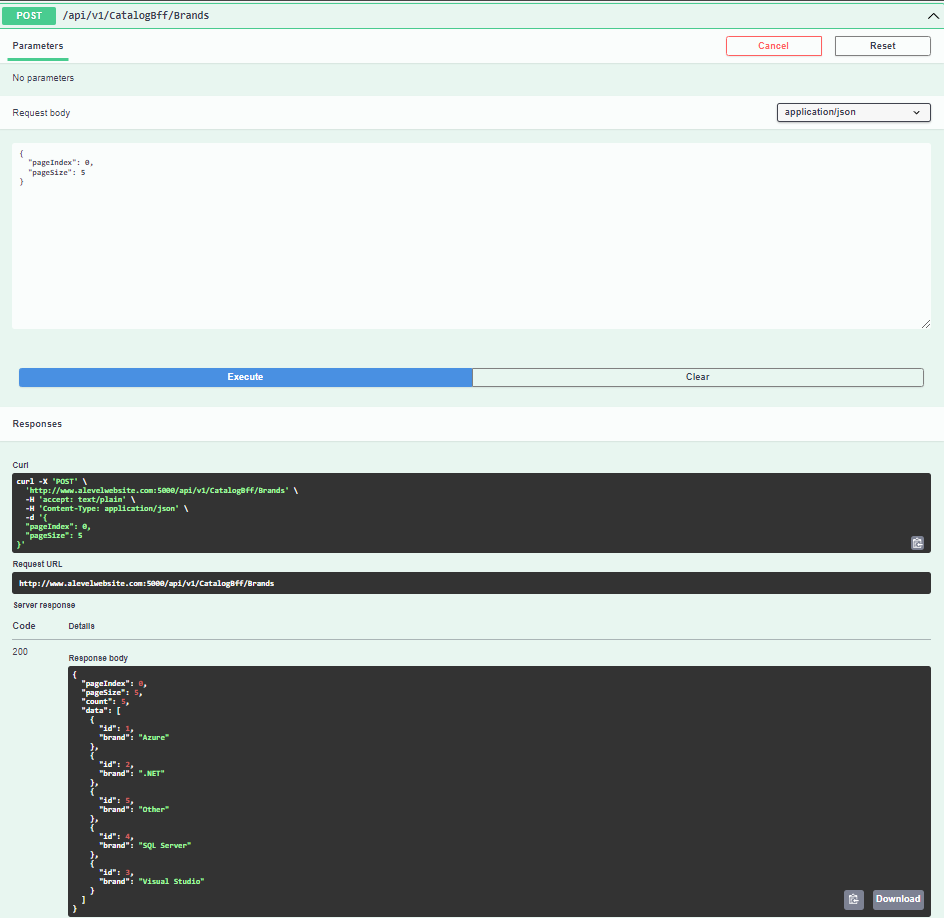 POST /api/v1/CatalogBff/Brands
Parameters
Cancel
Reset
No parameters
Request body
application/json
{
  "pageIndex": 0,
  "pageSize": 5
}
Execute
Clear
Responses
Curl
curl -X 'POST' \
  'http://www.alevelwebsite.com:5000/api/v1/CatalogBff/Brands' \
  -H 'accept: text/plain' \
  -H 'Content-Type: application/json' \
  -d '{
  "pageIndex": 0,
  "pageSize": 5
}'
Request URL
http://www.alevelwebsite.com:5000/api/v1/CatalogBff/Brands
Server response
Code Details
200
Response body
{
  "pageIndex": 0,
  "pageSize": 5,
  "count": 5,
  "data": [
    {
      "id": 1,
      "brand": "Azure"
    },
    {
      "id": 2,
      "brand": ".NET"
    },
    {
      "id": 5,
      "brand": "Other"
    },
    {
      "id": 4,
      "brand": "SQL Server"
    },
    {
      "id": 3,
      "brand": "Visual Studio"
    }
  ]
}
Download